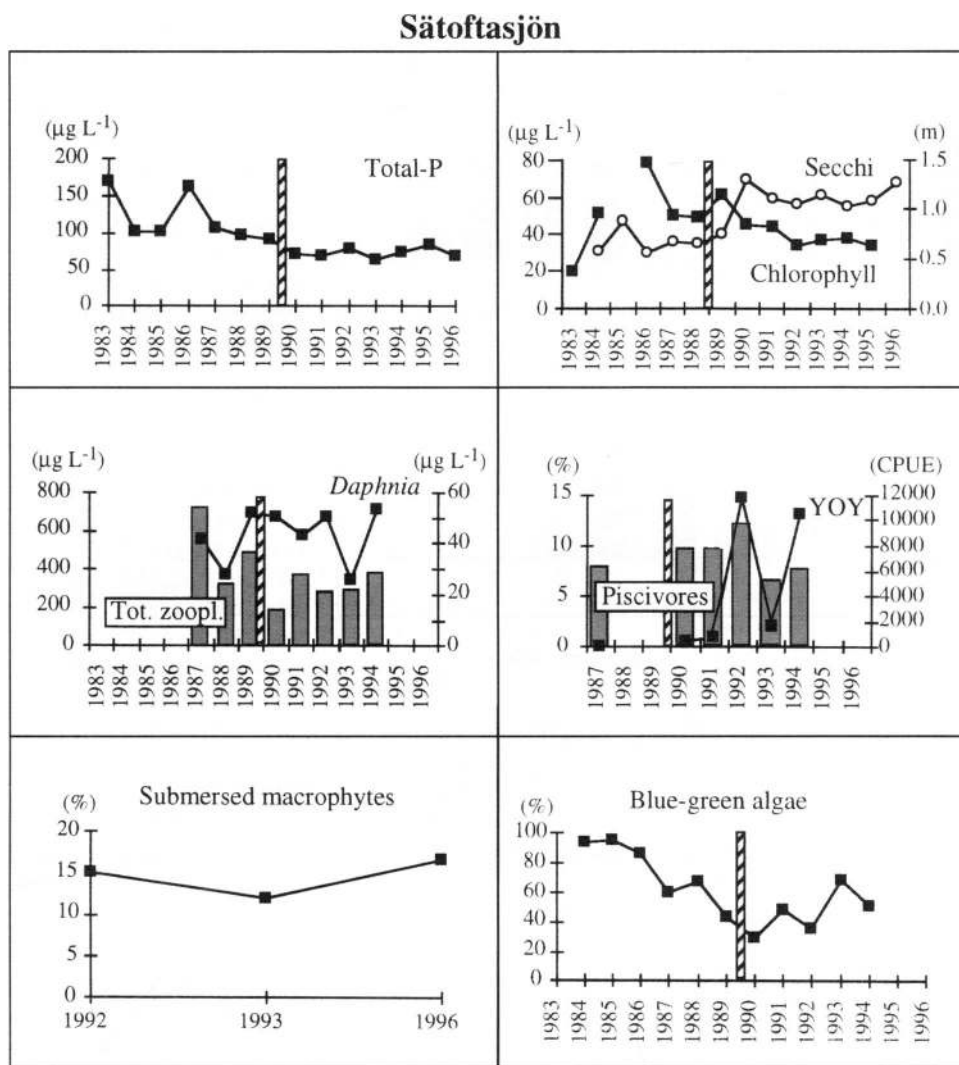 Sätoftasjön
(µg L⁻¹)
200
150
100
50
0
Total-P
1983 1984 1985 1986 1987 1988 1989 1990 1991 1992 1993 1994 1995 1996
(µg L⁻¹) (m)
80
60
40
20
0
Secchi
Chlorophyll
1.5
1.0
0.5
0.0
1983 1984 1985 1986 1987 1988 1989 1990 1991 1992 1993 1994 1995 1996
(µg L⁻¹) (µg L⁻¹)
800
600
400
200
0
Daphnia
Tot. zoopl.
60
40
20
0
1983 1984 1985 1986 1987 1988 1989 1990 1991 1992 1993 1994 1995 1996
(%) (CPUE)
15
10
5
0
YOY
Piscivores
12000
10000
8000
6000
4000
2000
0
1987 1988 1989 1990 1991 1992 1993 1994 1995 1996
Submersed macrophytes
(%)
20
15
10
5
0
1992 1993 1996
Blue-green algae
(%)
100
80
60
40
20
0
1983 1984 1985 1986 1987 1988 1989 1990 1991 1992 1993 1994 1995 1996